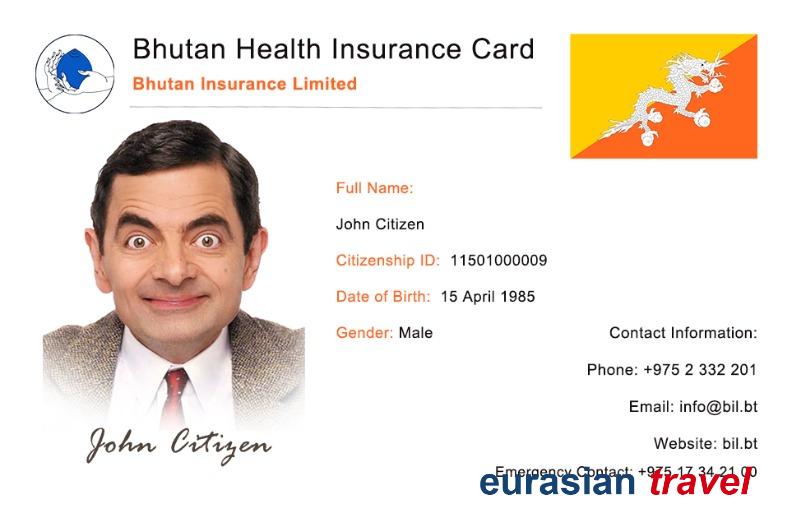 Bhutan Health Insurance Card
Bhutan Insurance Limited
Full Name:
John Citizen
Citizenship ID: 11501000009
Date of Birth: 15 April 1985
Gender: Male
Contact Information:
Phone: +975 2 332 201
Email: info@bil.bt
Website: bil.bt
Emergency Contact: +975 17 34 21 00
eurasian travel
John Citizen